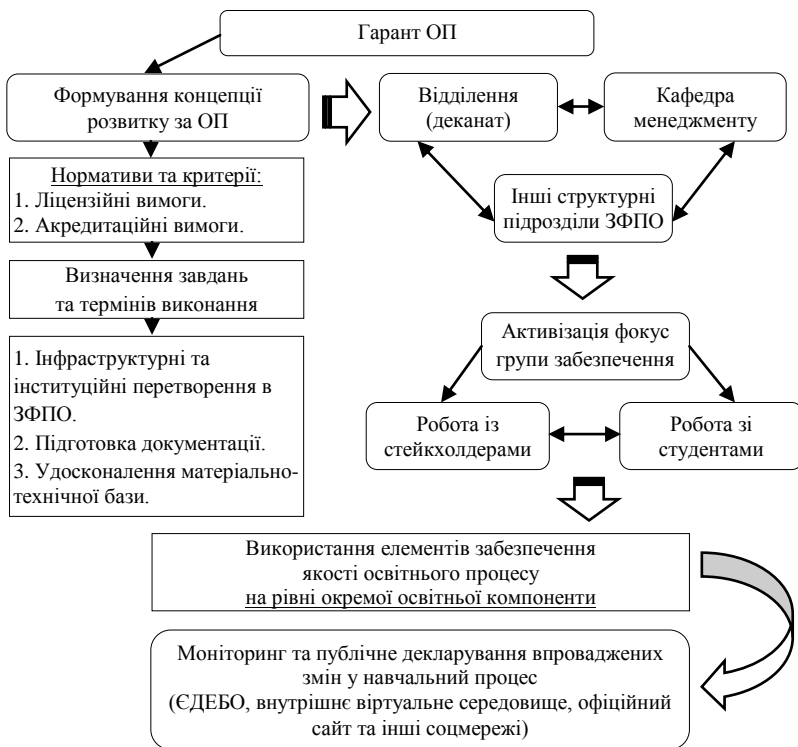 Гарант ОП
Формування концепції
розвитку за ОП
Відділення
(деканат)
Кафедра
менеджменту
Нормативи та критерії:
1. Ліцензійні вимоги.
2. Акредитаційні вимоги.
Інші структурні
підрозділи ЗФПО
Визначення завдань
та термінів виконання
1. Інфраструктурні та
інституційні перетворення в
ЗФПО.
2. Підготовка документації.
3. Удосконалення матеріально-
технічної бази.
Активізація фокус
групи забезпечення
Робота із
стейкхолдерами
Робота зі
студентами
Використання елементів забезпечення
якості освітнього процесу
на рівні окремої освітньої компоненти
Моніторинг та публічне декларування впроваджених
змін у навчальний процес
(ЄДЕБО, внутрішнє віртуальне середовище, офіційний
сайт та інші соцмережі)